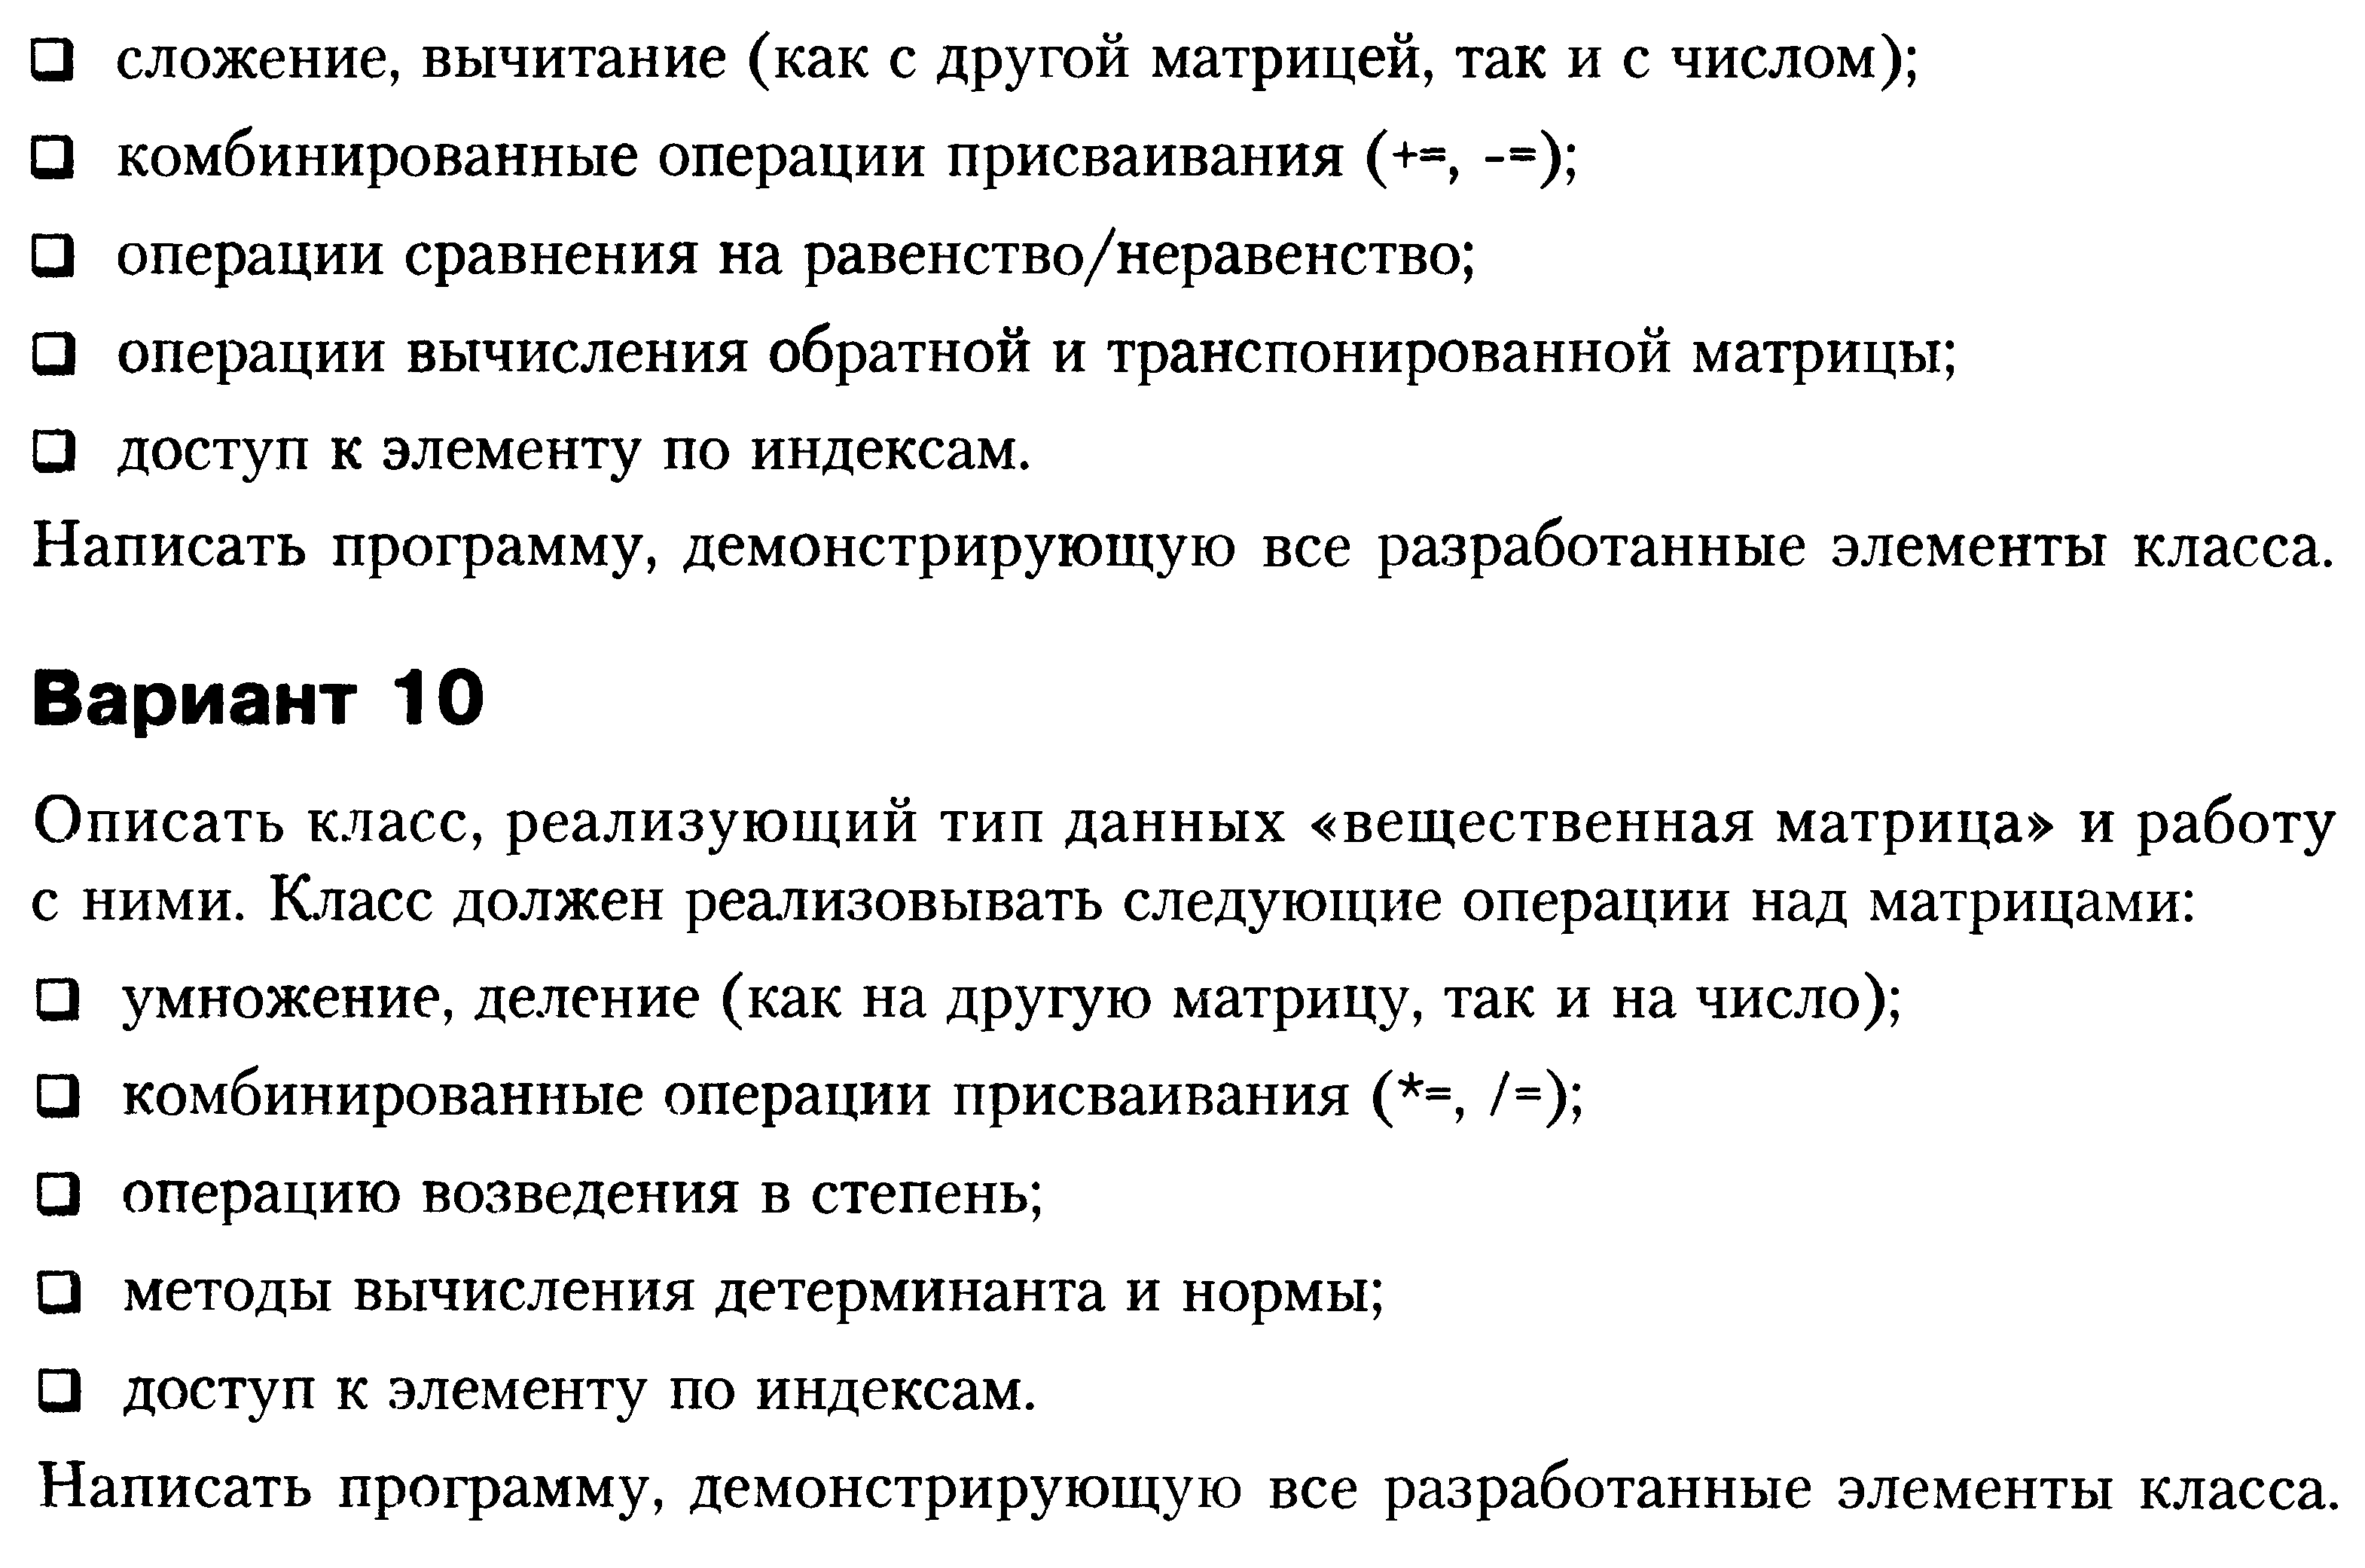 ❑ сложение, вычитание (как с другой матрицей, так и с числом);
❑ комбинированные операции присваивания (+=, -=);
❑ операции сравнения на равенство/неравенство;
❑ операции вычисления обратной и транспонированной матрицы;
❑ доступ к элементу по индексам.
Написать программу, демонстрирующую все разработанные элементы класса.
Вариант 10
Описать класс, реализующий тип данных «вещественная матрица» и работу
с ними. Класс должен реализовывать следующие операции над матрицами:
❑ умножение, деление (как на другую матрицу, так и на число);
❑ комбинированные операции присваивания (*=, /=);
❑ операцию возведения в степень;
❑ методы вычисления детерминанта и нормы;
❑ доступ к элементу по индексам.
Написать программу, демонстрирующую все разработанные элементы класса.